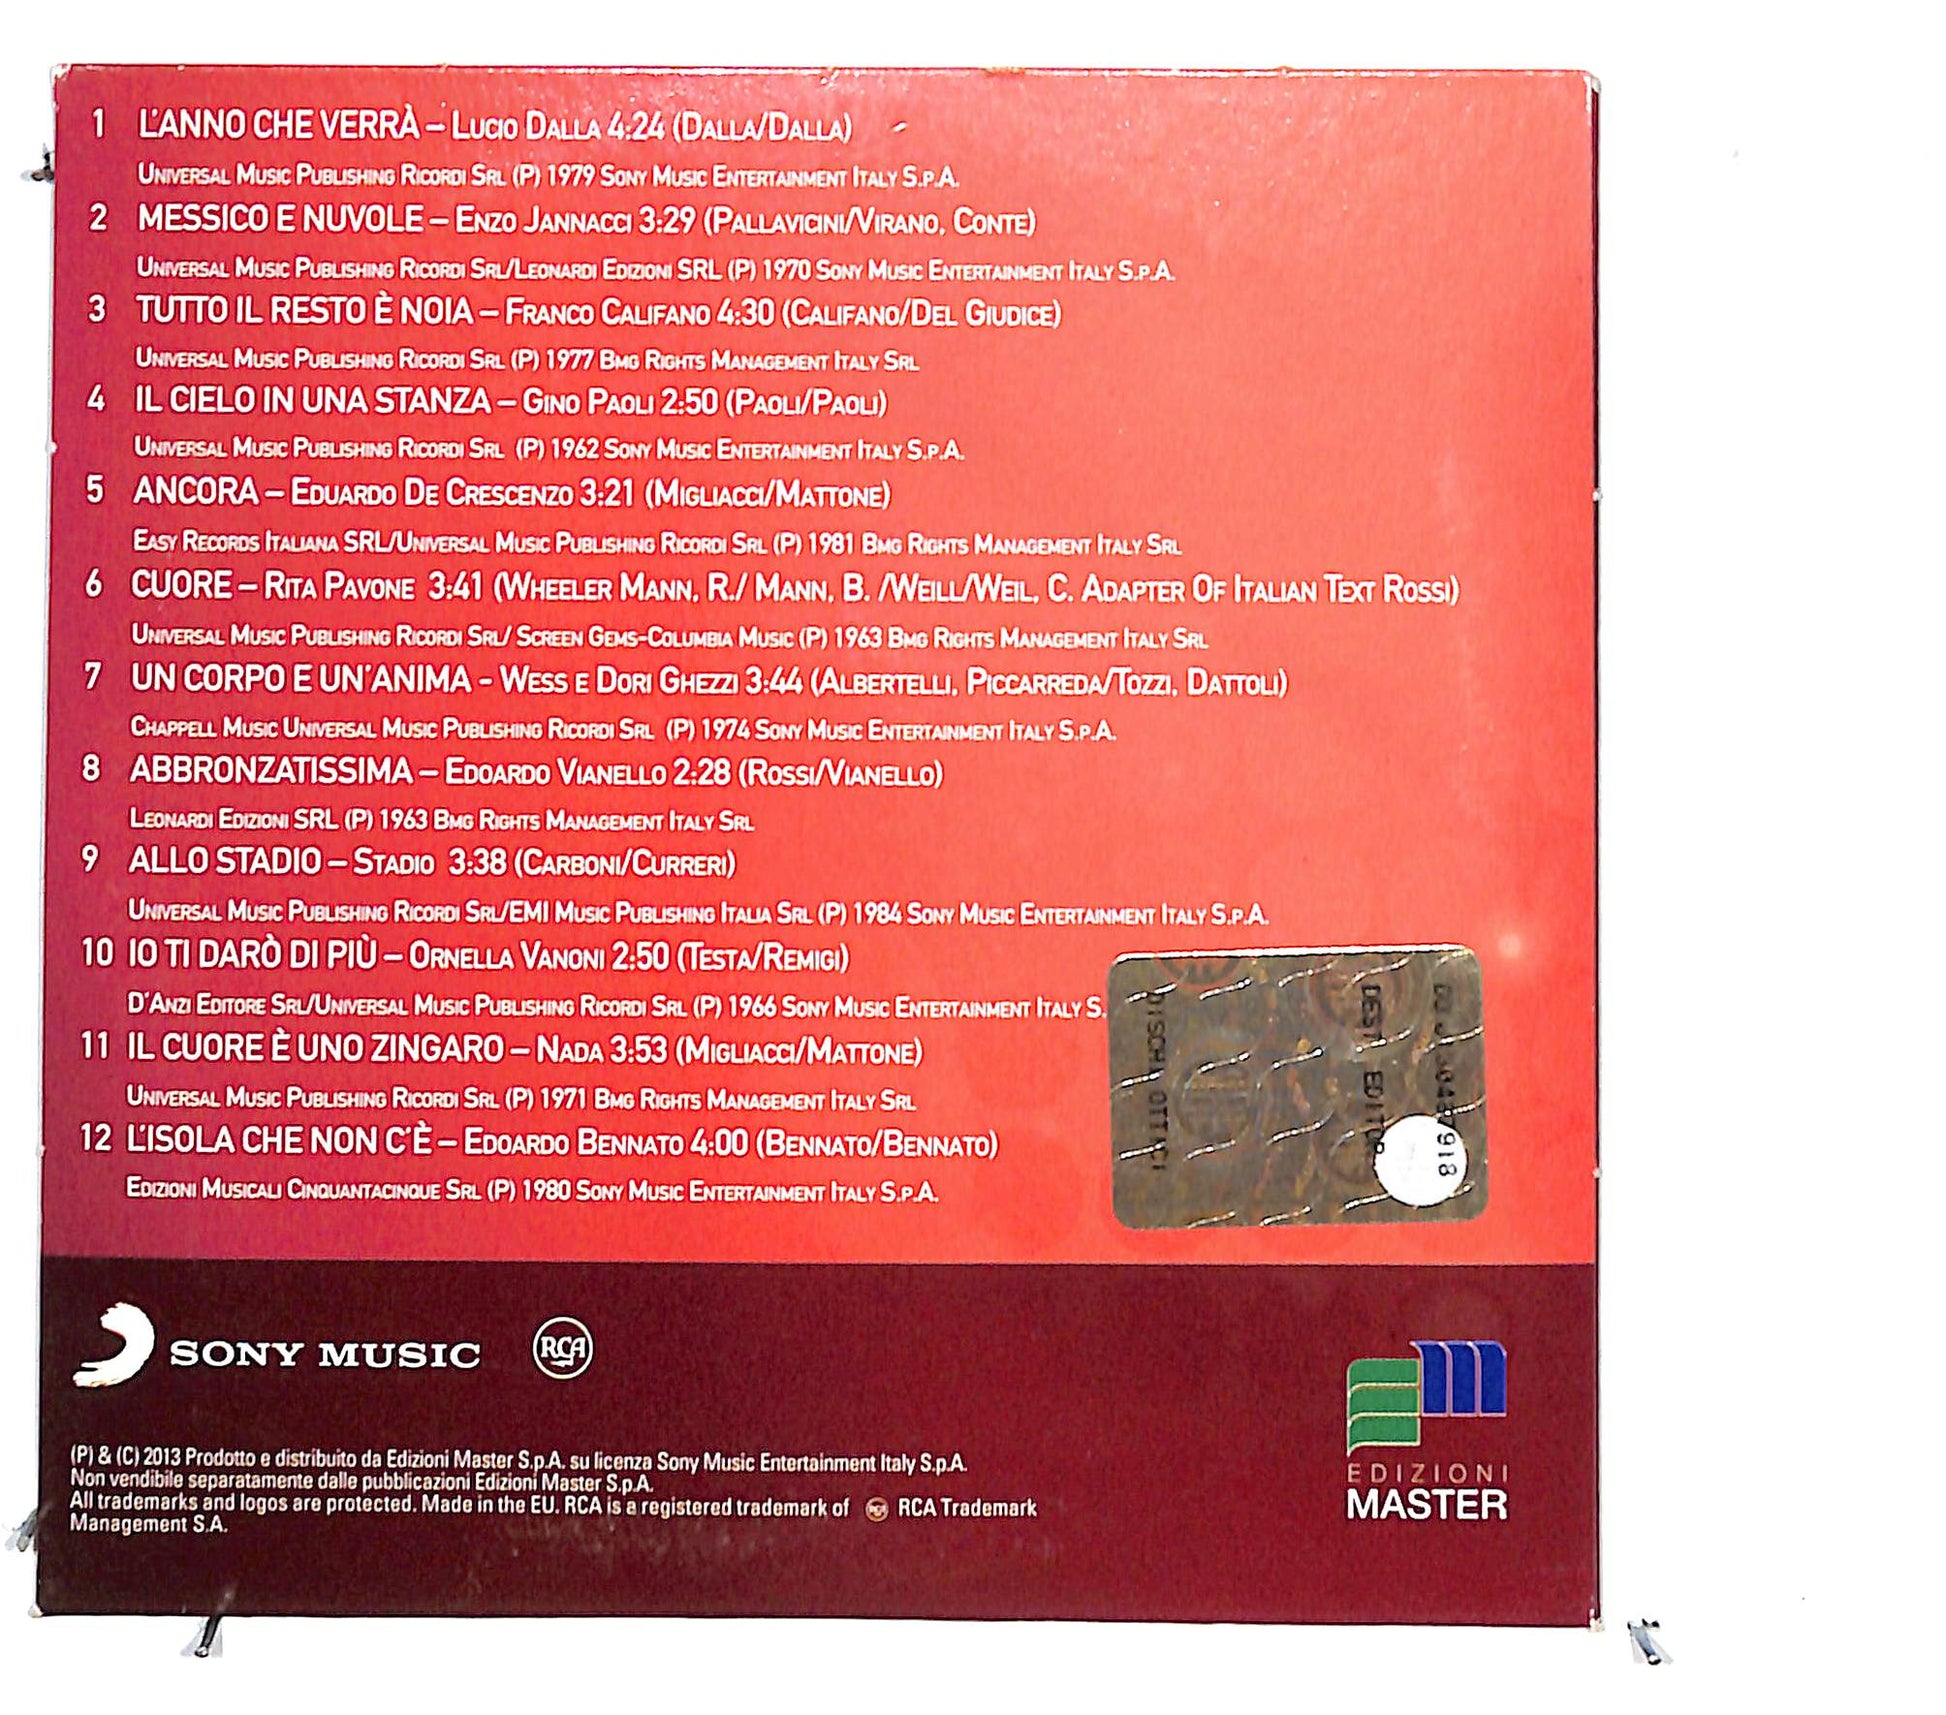 1 L'ANNO CHE VERRÀ – LUCIO DALLA 4:24 (DALLA/DALLA)
UNIVERSAL MUSIC PUBLISHING RICORDI SRL (P) 1979 SONY MUSIC ENTERTAINMENT ITALY S.P.A.
2 MESSICO E NUVOLE – ENZO JANNACCI 3:29 (PALLAVICINI/VIRANO, CONTE)
UNIVERSAL MUSIC PUBLISHING RICORDI SRL/LEONARDI EDIZIONI SRL (P) 1970 SONY MUSIC ENTERTAINMENT ITALY S.P.A.
3 TUTTO IL RESTO È NOIA – FRANCO CALIFANO 4:30 (CALIFANO/DEL GIUDICE)
UNIVERSAL MUSIC PUBLISHING RICORDI SRL (P) 1977 BMG RIGHTS MANAGEMENT ITALY SRL
4 IL CIELO IN UNA STANZA – GINO PAOLI 2:50 (PAOLI/PAOLI)
UNIVERSAL MUSIC PUBLISHING RICORDI SRL (P) 1962 SONY MUSIC ENTERTAINMENT ITALY S.P.A.
5 ANCORA – EDUARDO DE CRESCENZO 3:21 (MIGLIACCI/MATTONE)
EASY RECORDS ITALIANA SRL/UNIVERSAL MUSIC PUBLISHING RICORDI SRL (P) 1981 BMG RIGHTS MANAGEMENT ITALY SRL
6 CUORE – RITA PAVONE 3:41 (WHEELER MANN, R./ MANN, B. /WEILL/WEIL, C. ADAPTER OF ITALIAN TEXT ROSSI)
UNIVERSAL MUSIC PUBLISHING RICORDI SRL/ SCREEN GEMS-COLUMBIA MUSIC (P) 1963 BMG RIGHTS MANAGEMENT ITALY SRL
7 UN CORPO E UN'ANIMA - WESS E DORI GHEZZI 3:44 (ALBERTELLI, PICCARREDA/TOZZI, DATTOLI)
CHAPPELL MUSIC UNIVERSAL MUSIC PUBLISHING RICORDI SRL (P) 1974 SONY MUSIC ENTERTAINMENT ITALY S.P.A.
8 ABBRONZATISSIMA – EDOARDO VIANELLO 2:28 (ROSSI/VIANELLO)
LEONARDI EDIZIONI SRL (P) 1963 BMG RIGHTS MANAGEMENT ITALY SRL
9 ALLO STADIO – STADIO 3:38 (CARBONI/CURRERI)
UNIVERSAL MUSIC PUBLISHING RICORDI SRL/EMI MUSIC PUBLISHING ITALIA SRL (P) 1984 SONY MUSIC ENTERTAINMENT ITALY S.P.A.
10 IO TI DARÒ DI PIÙ – ORNELLA VANONI 2:50 (TESTA/REMIGI)
D'ANZI EDITORE SRL/UNIVERSAL MUSIC PUBLISHING RICORDI SRL (P) 1966 SONY MUSIC ENTERTAINMENT ITALY S.
11 IL CUORE È UNO ZINGARO – NADA 3:53 (MIGLIACCI/MATTONE)
UNIVERSAL MUSIC PUBLISHING RICORDI SRL (P) 1971 BMG RIGHTS MANAGEMENT ITALY SRL
12 L'ISOLA CHE NON C'È – EDOARDO BENNATO 4:00 (BENNATO/BENNATO)
EDIZIONI MUSICALI CINQUANTACINQUE SRL (P) 1980 SONY MUSIC ENTERTAINMENT ITALY S.P.A.
DISCHI OTTICI
DEST. EDITOR
SONY MUSIC RCA
EDIZIONI
MASTER
(P) & (C) 2013 Prodotto e distribuito da Edizioni Master S.p.A. su licenza Sony Music Entertainment Italy S.p.A.
Non vendibile separatamente dalle pubblicazioni Edizioni Master S.p.A.
All trademarks and logos are protected. Made in the EU. RCA is a registered trademark of RCA RCA Trademark
Management S.A.